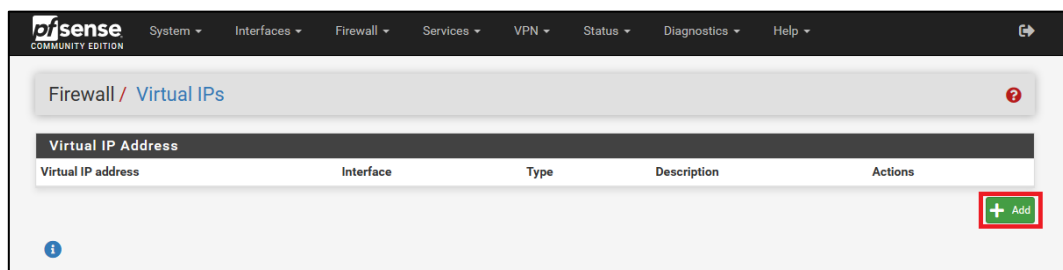 pfsense System Interfaces Firewall Services VPN Status Diagnostics Help
COMMUNITY EDITION
Firewall / Virtual IPs
Virtual IP Address
Virtual IP address Interface Type Description Actions
+ Add